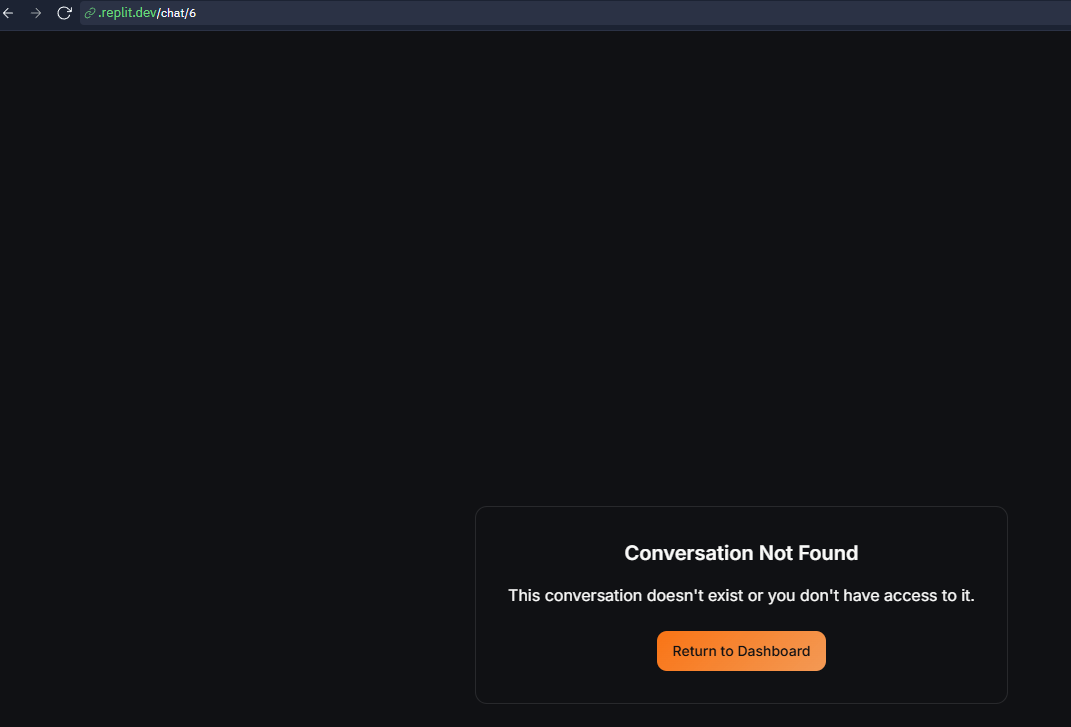 .replit.dev/chat/6
Conversation Not Found
This conversation doesn't exist or you don't have access to it.
Return to Dashboard